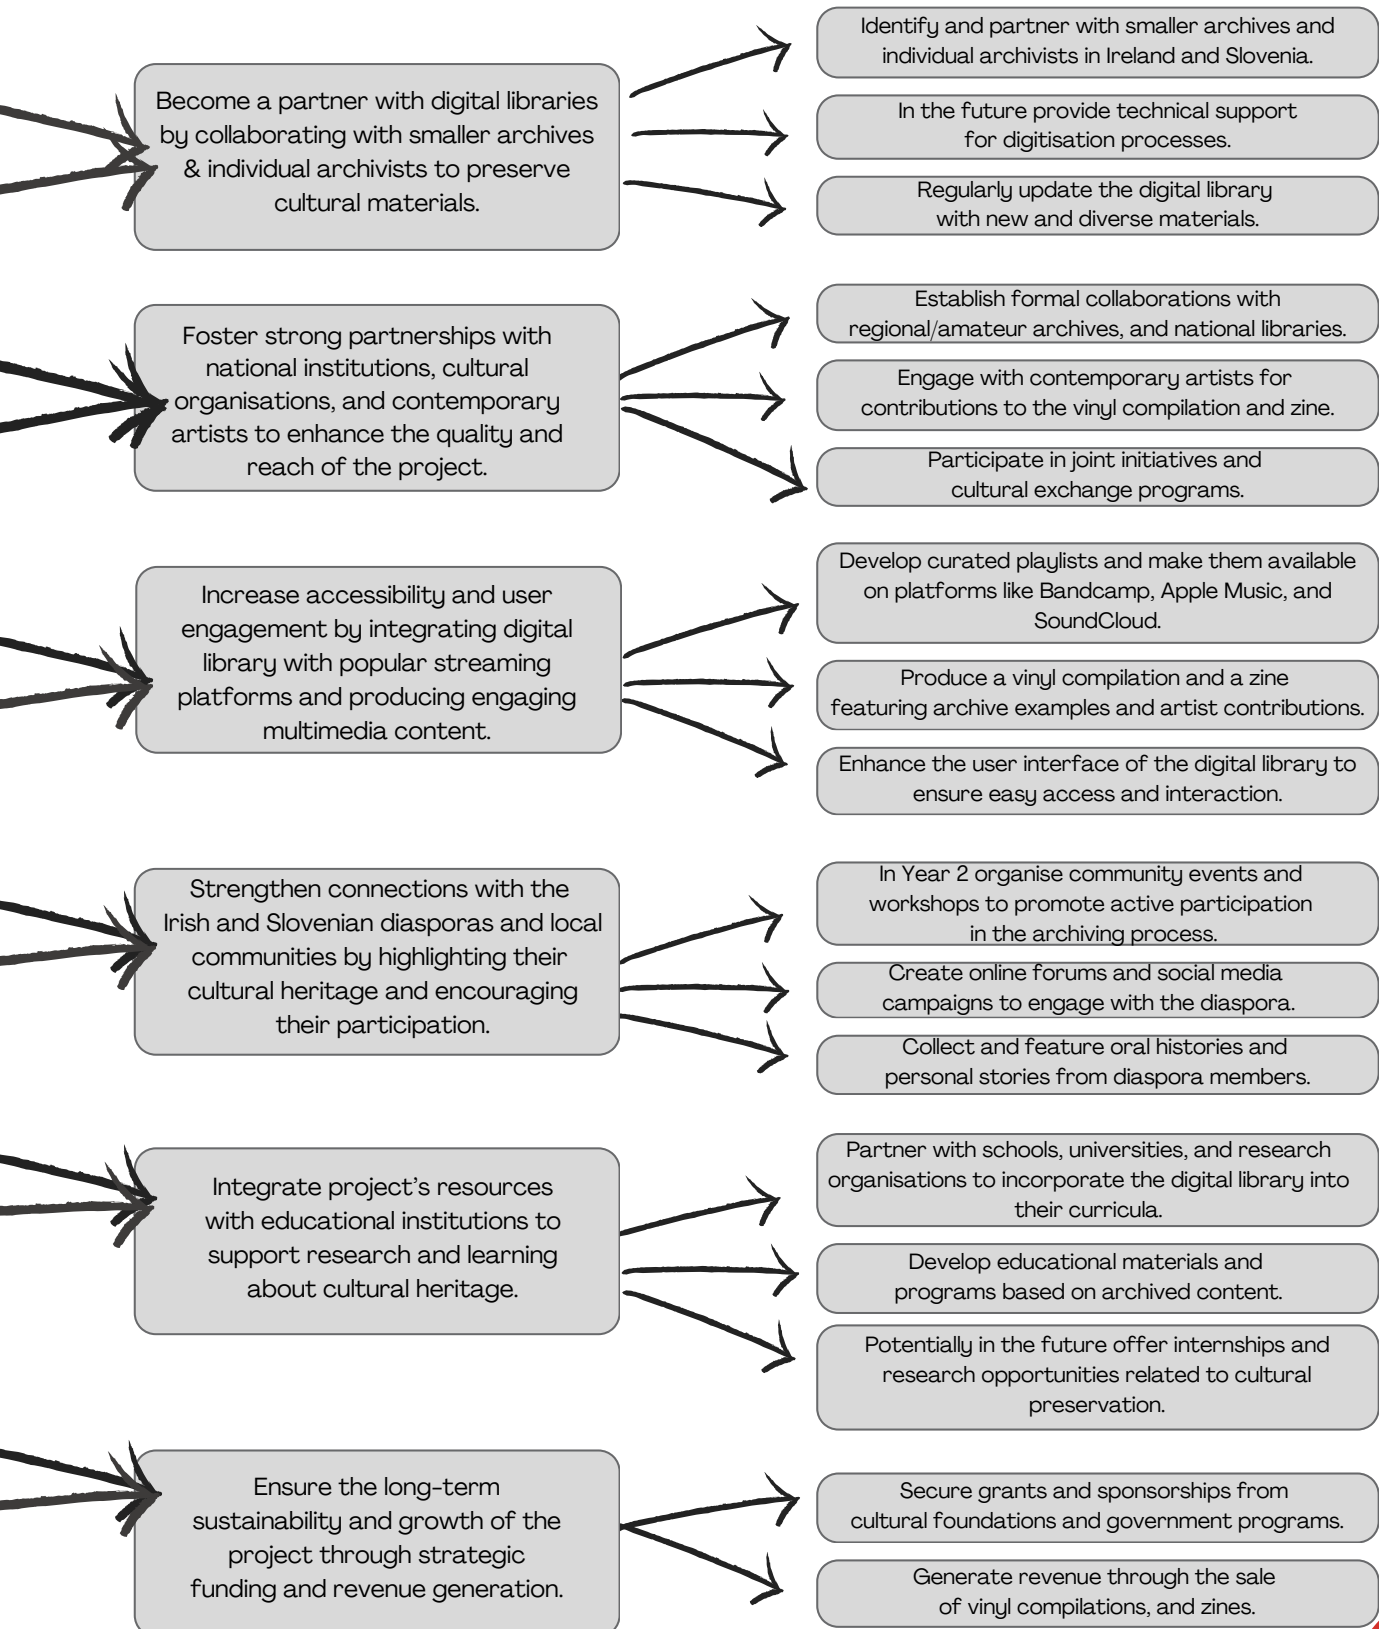 Become a partner with digital libraries
by collaborating with smaller archives
& individual archivists to preserve
cultural materials.
Identify and partner with smaller archives and
individual archivists in Ireland and Slovenia.
In the future provide technical support
for digitisation processes.
Regularly update the digital library
with new and diverse materials.
Foster strong partnerships with
national institutions, cultural
organisations, and contemporary
artists to enhance the quality and
reach of the project.
Establish formal collaborations with
regional/amateur archives, and national libraries.
Engage with contemporary artists for
contributions to the vinyl compilation and zine.
Participate in joint initiatives and
cultural exchange programs.
Increase accessibility and user
engagement by integrating digital
library with popular streaming
platforms and producing engaging
multimedia content.
Develop curated playlists and make them available
on platforms like Bandcamp, Apple Music, and
SoundCloud.
Produce a vinyl compilation and a zine
featuring archive examples and artist contributions.
Enhance the user interface of the digital library to
ensure easy access and interaction.
Strengthen connections with the
Irish and Slovenian diasporas and local
communities by highlighting their
cultural heritage and encouraging
their participation.
In Year 2 organise community events and
workshops to promote active participation
in the archiving process.
Create online forums and social media
campaigns to engage with the diaspora.
Collect and feature oral histories and
personal stories from diaspora members.
Integrate project's resources
with educational institutions to
support research and learning
about cultural heritage.
Partner with schools, universities, and research
organisations to incorporate the digital library into
their curricula.
Develop educational materials and
programs based on archived content.
Potentially in the future offer internships and
research opportunities related to cultural
preservation.
Ensure the long-term
sustainability and growth of the
project through strategic
funding and revenue generation.
Secure grants and sponsorships from
cultural foundations and government programs.
Generate revenue through the sale
of vinyl compilations, and zines.